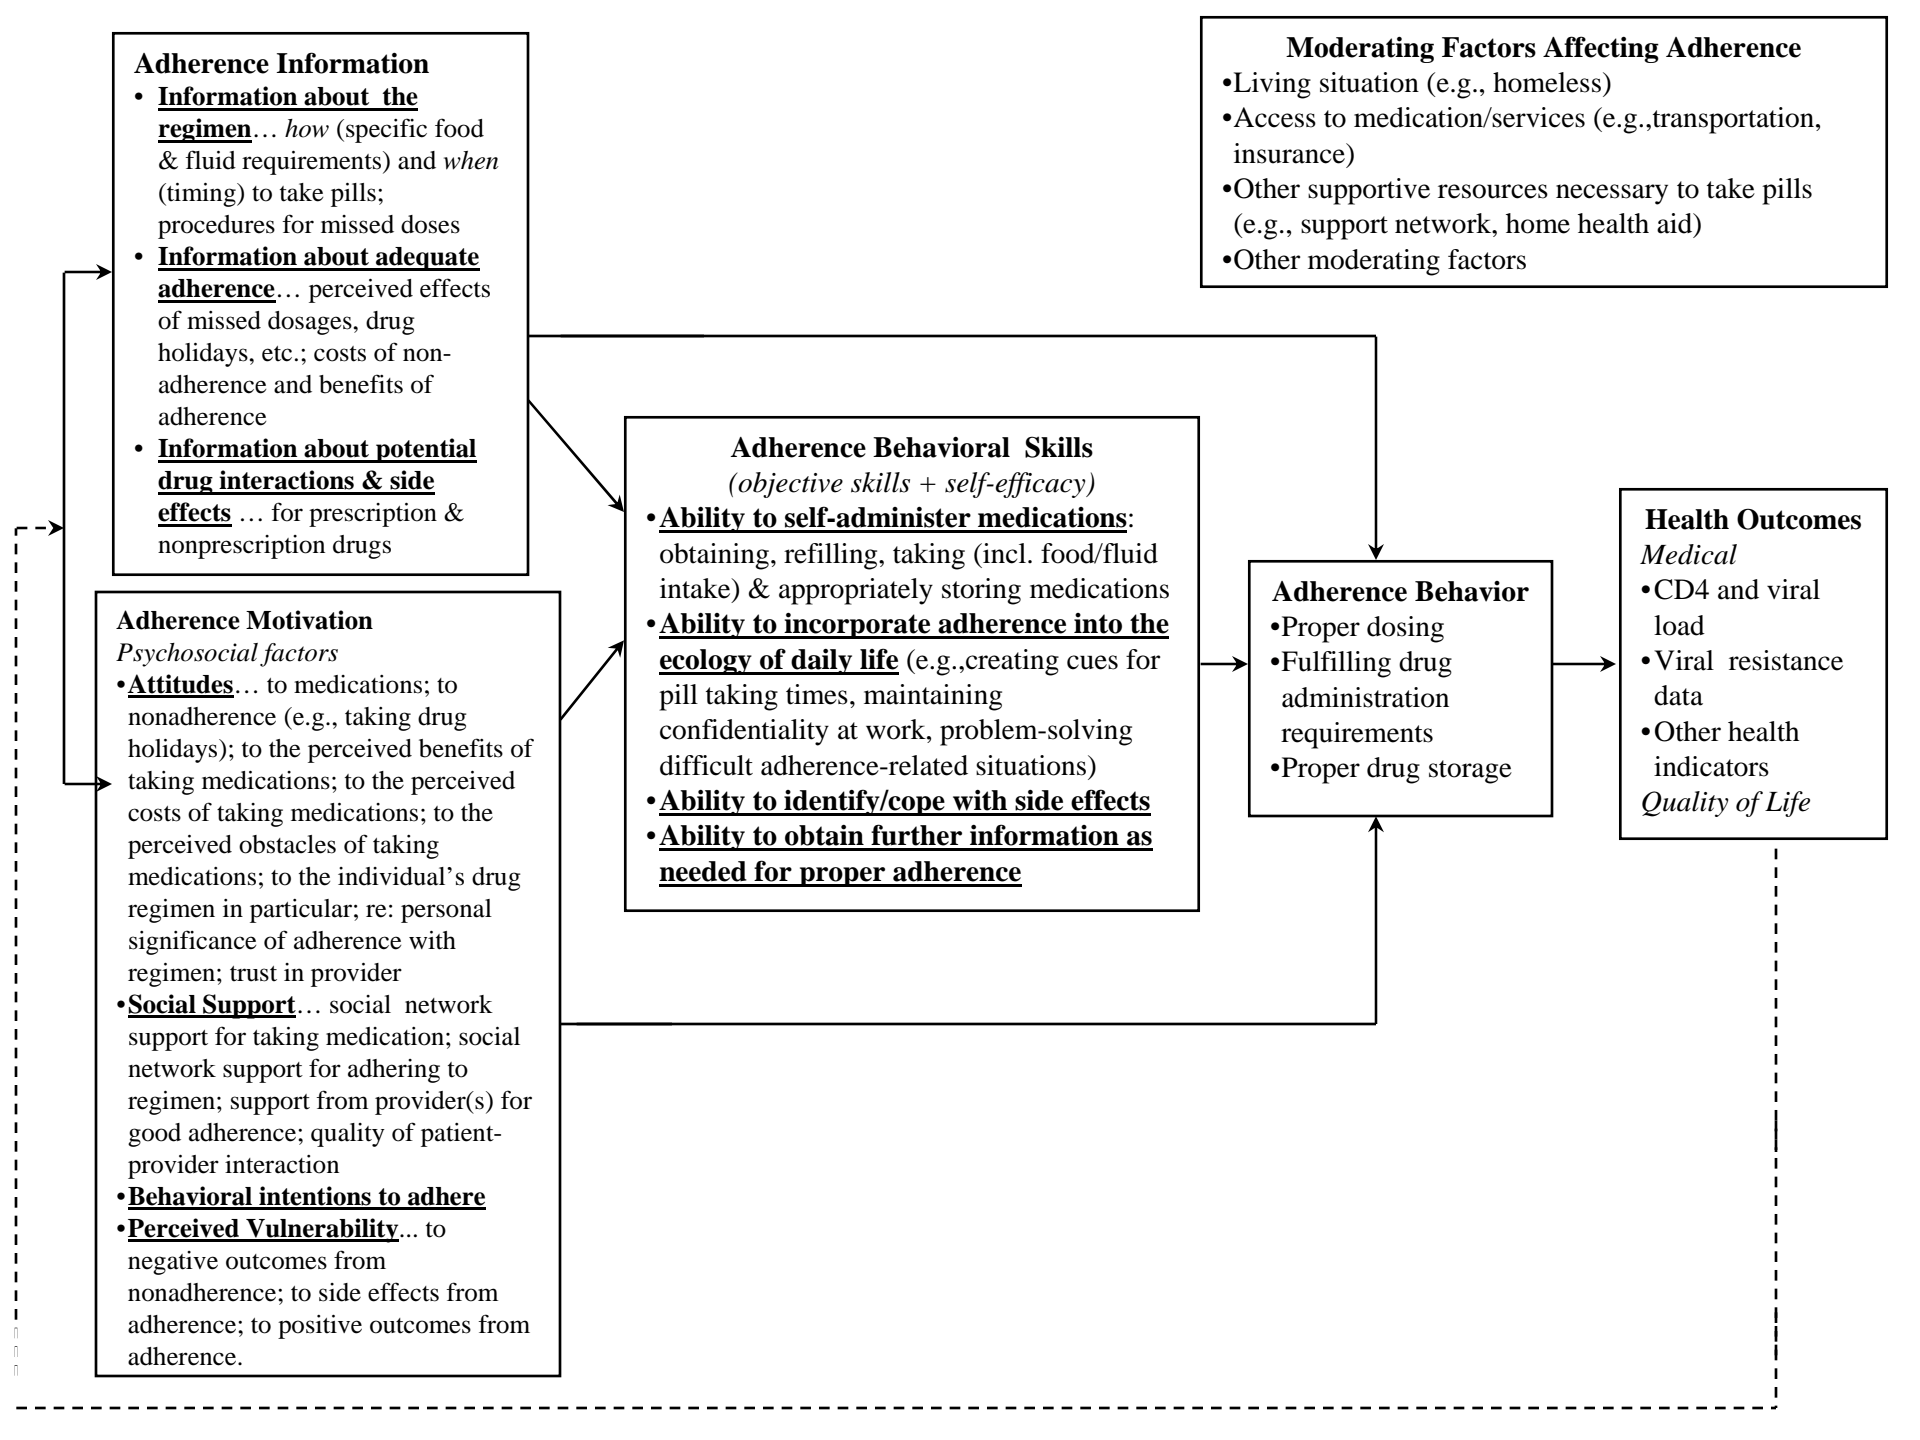 Adherence Information
• Information about  the
regimen… how (specific food
& fluid requirements) and when
(timing) to take pills;
procedures for missed doses
• Information about adequate
adherence… perceived effects
of missed dosages, drug
holidays, etc.; costs of non-
adherence and benefits of
adherence
• Information about potential
drug interactions & side
effects … for prescription &
nonprescription drugs
Adherence Motivation
Psychosocial factors
•Attitudes… to medications; to
nonadherence (e.g., taking drug
holidays); to the perceived benefits of
taking medications; to the perceived
costs of taking medications; to the
perceived obstacles of taking
medications; to the individual’s drug
regimen in particular; re: personal
significance of adherence with
regimen; trust in provider
•Social Support… social  network
support for taking medication; social
network support for adhering to
regimen; support from provider(s) for
good adherence; quality of patient-
provider interaction
•Behavioral intentions to adhere
•Perceived Vulnerability... to
negative outcomes from
nonadherence; to side effects from
adherence; to positive outcomes from
adherence.
Adherence Behavioral  Skills
(objective skills + self-efficacy)
•Ability to self-administer medications:
obtaining, refilling, taking (incl. food/fluid
intake) & appropriately storing medications
•Ability to incorporate adherence into the
ecology of daily life (e.g.,creating cues for
pill taking times, maintaining
confidentiality at work, problem-solving
difficult adherence-related situations)
•Ability to identify/cope with side effects
•Ability to obtain further information as
needed for proper adherence
Moderating Factors Affecting Adherence
•Living situation (e.g., homeless)
•Access to medication/services (e.g.,transportation,
insurance)
•Other supportive resources necessary to take pills
(e.g., support network, home health aid)
•Other moderating factors
Adherence Behavior
•Proper dosing
•Fulfilling drug
administration
requirements
•Proper drug storage
Health Outcomes
Medical
•CD4 and viral
load
•Viral  resistance
data
•Other health
indicators
Quality of Life